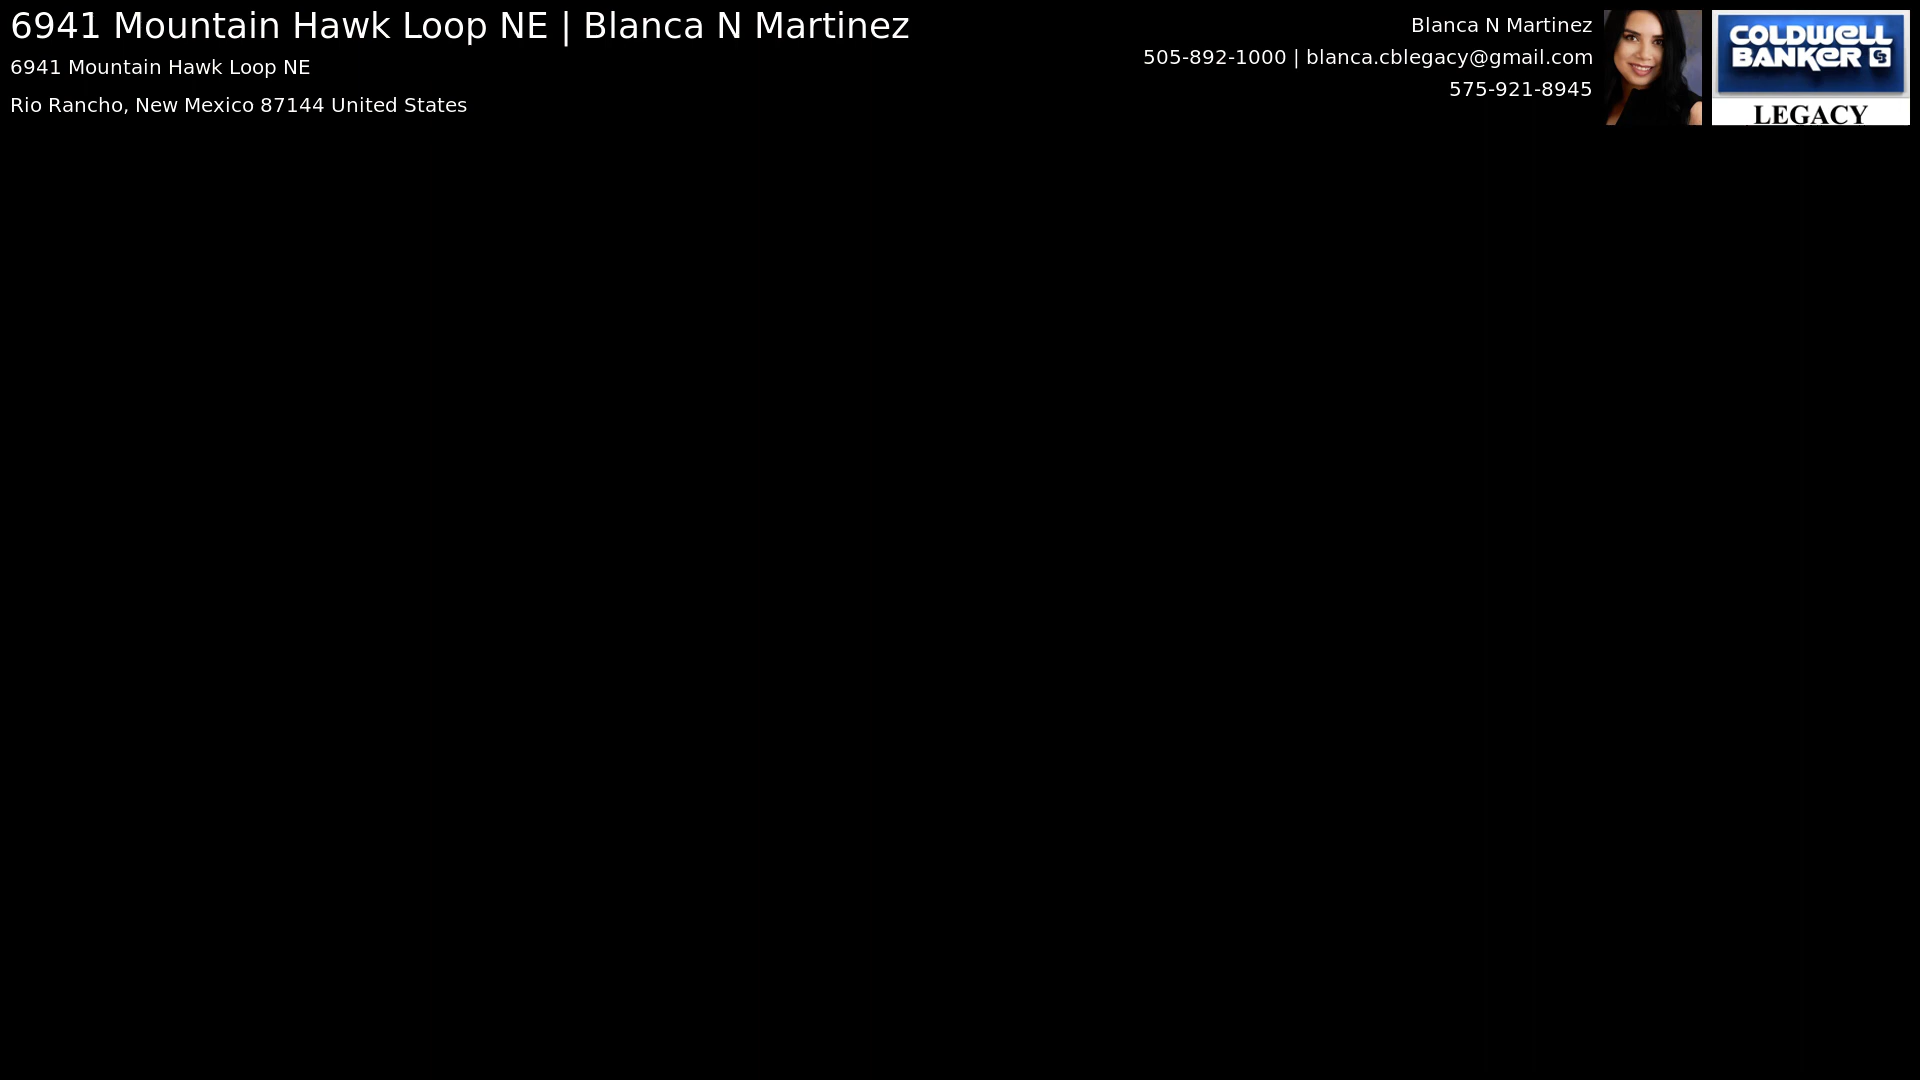 6941 Mountain Hawk Loop NE | Blanca N Martinez
6941 Mountain Hawk Loop NE
Rio Rancho, New Mexico 87144 United States
Blanca N Martinez
505-892-1000 | blanca.cblegacy@gmail.com
575-921-8945
COLDWELL
BANKER CB
LEGACY